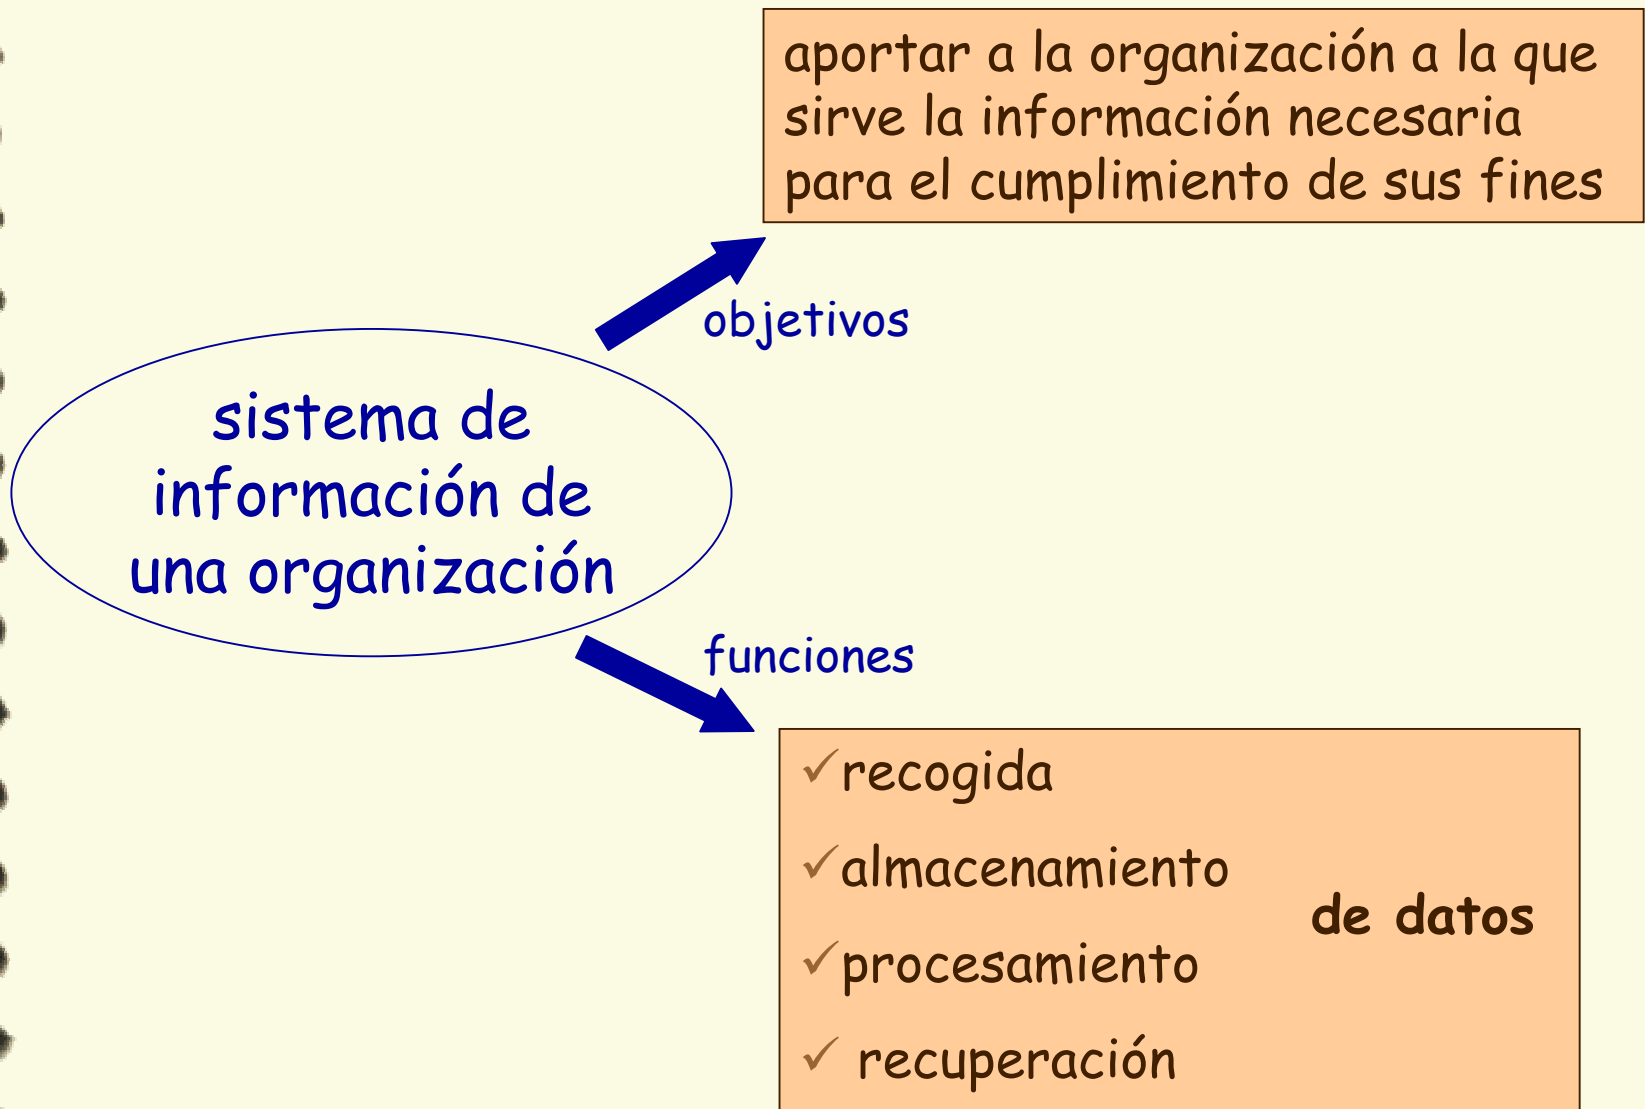 aportar a la organización a la que
sirve la información necesaria
para el cumplimiento de sus fines
objetivos
sistema de
información de
una organización
funciones
✓recogida
✓almacenamiento
de datos
✓procesamiento
✓ recuperación